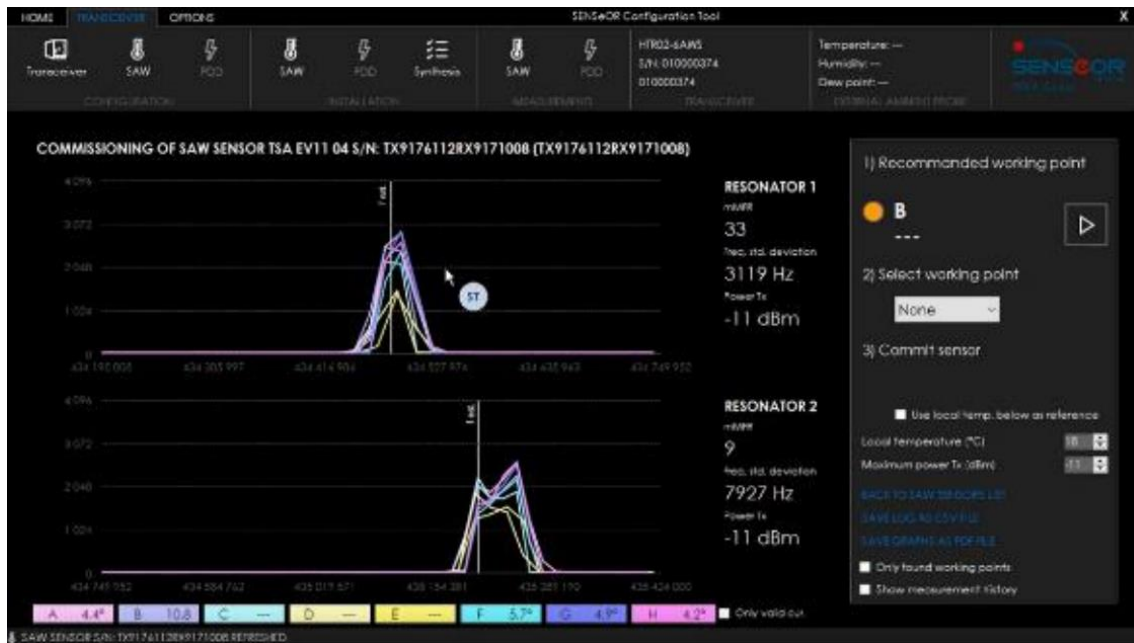 HOME TRANSCEIVER OPTIONS SENSeOR Configuration Tool X
Transceiver SAW PDD SAW PDD Synthesis SAW PDD
HTR02-6AWS
S/N: 010000374
010000374
Temperature: ---
Humidity: ---
Dew point: ---
SENSeOR
CONFIGURATION INSTALLATION MEASUREMENTS TRANSCEIVER EXTERNAL AMBIENT PROBE
COMMISSIONING OF SAW SENSOR TSA EV11 04 S/N: TX9176112RX9171008 (TX9176112RX9171008)
4 096
3 072
2 048
1 024
0
RESONATOR 1
mMFR
33
Freq. std. deviation
3119 Hz
Power Tx
-11 dBm
ST
4 096
3 072
2 048
1 024
0
RESONATOR 2
mMFR
9
Freq. std. deviation
7927 Hz
Power Tx
-11 dBm
A 4.4° B 10.8 C --- D --- E --- F 5.7° G 4.9° H 4.2° Only valid cur.
1) Recommanded working point
B
---
2) Select working point
None
3) Commit sensor
Use local temp. below as reference
Local temperature (°C) 18
Maximum power Tx (dBm) -11
BACK TO SAW SENSORS LIST
SAVE LOG AS CSV FILE
SAVE GRAPHS AS PDF FILE
Only found working points
Show measurement history
SAW SENSOR S/N: TX9176112RX9171008 REFRESHED